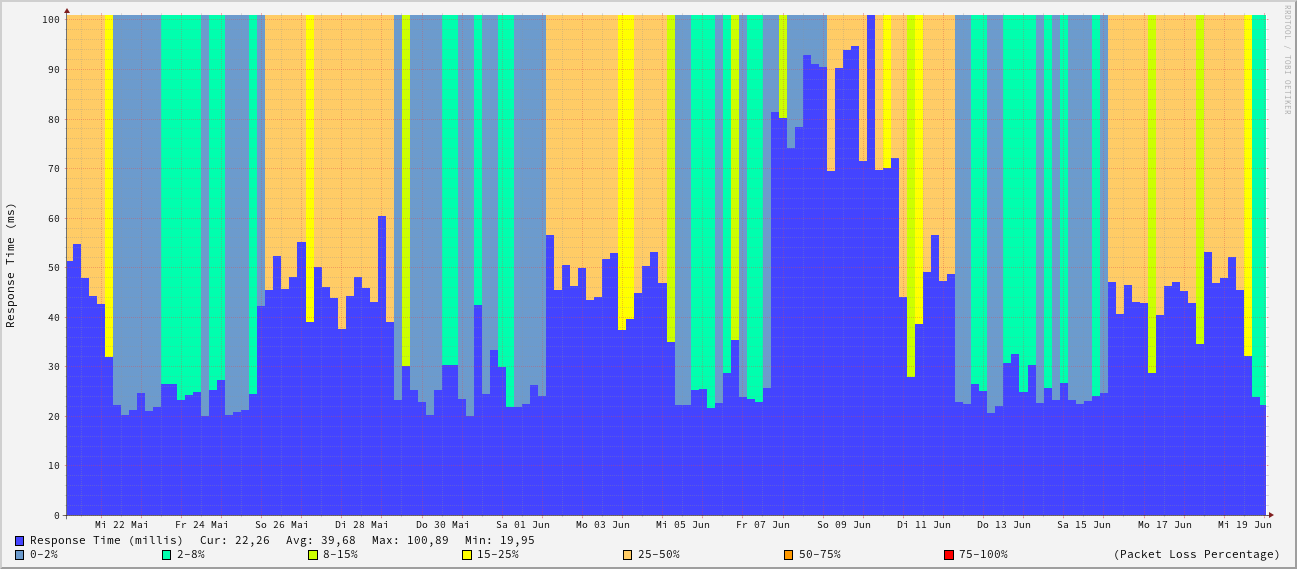 RRDTOOL / TOBI OETIKER
Response Time (ms)
100
90
80
70
60
50
40
30
20
10
0
Mi 22 Mai Fr 24 Mai So 26 Mai Di 28 Mai Do 30 Mai Sa 01 Jun Mo 03 Jun Mi 05 Jun Fr 07 Jun So 09 Jun Di 11 Jun Do 13 Jun Sa 15 Jun Mo 17 Jun Mi 19 Jun
Response Time (millis) Cur: 22,26 Avg: 39,68 Max: 100,89 Min: 19,95
0-2% 2-8% 8-15% 15-25% 25-50% 50-75% 75-100% (Packet Loss Percentage)